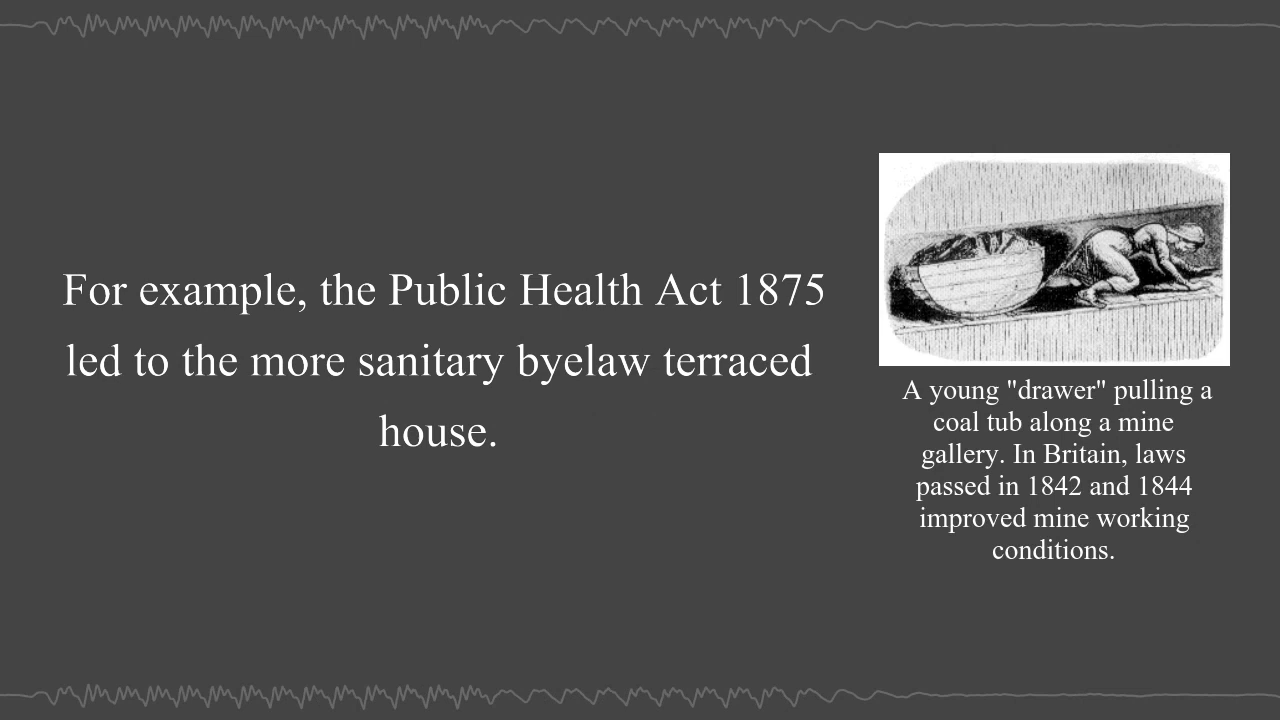 For example, the Public Health Act 1875
led to the more sanitary byelaw terraced
house.
A young "drawer" pulling a
coal tub along a mine
gallery. In Britain, laws
passed in 1842 and 1844
improved mine working
conditions.